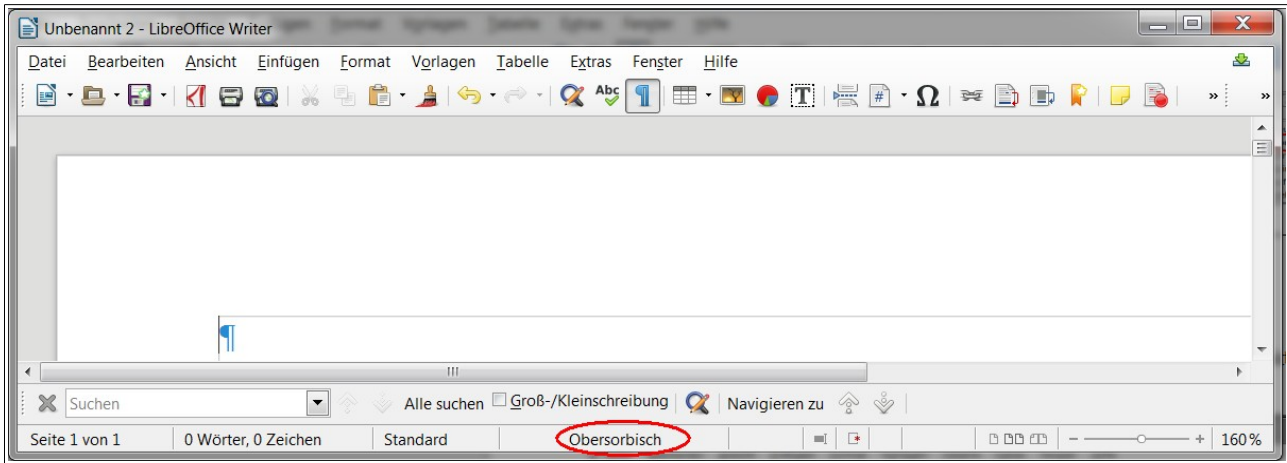 Unbenannt 2 - LibreOffice Writer
Datei Bearbeiten Ansicht Einfügen Format Vorlagen Tabelle Extras Fenster Hilfe
Abc ¶ T # Ω » »
¶
Suchen Alle suchen Groß-/Kleinschreibung Navigieren zu
Seite 1 von 1 0 Wörter, 0 Zeichen Standard Obersorbisch 160%